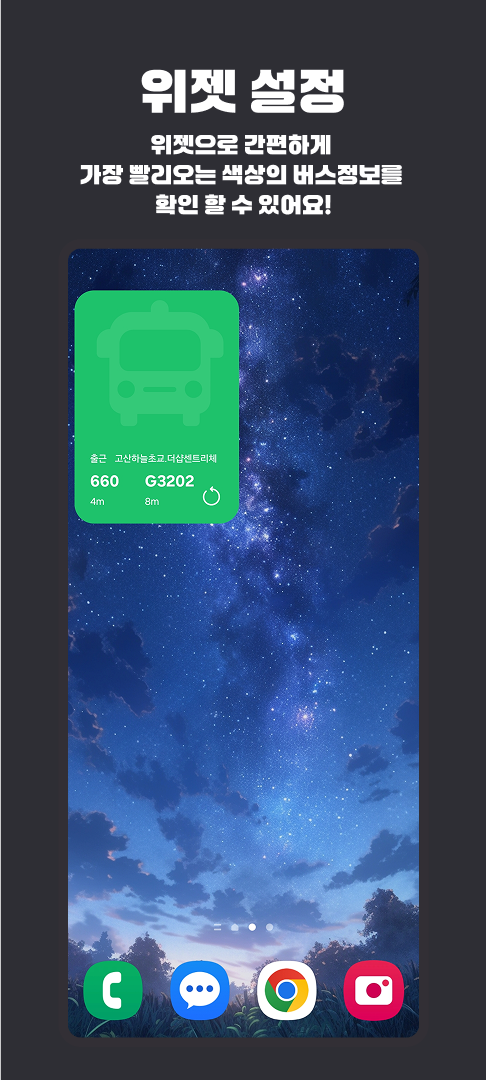 위젯 설정
위젯으로 간편하게
가장 빨리오는 색상의 버스정보를
확인 할 수 있어요!
출근 고산하늘초교.더샵센트리체
660 G3202
4m 8m